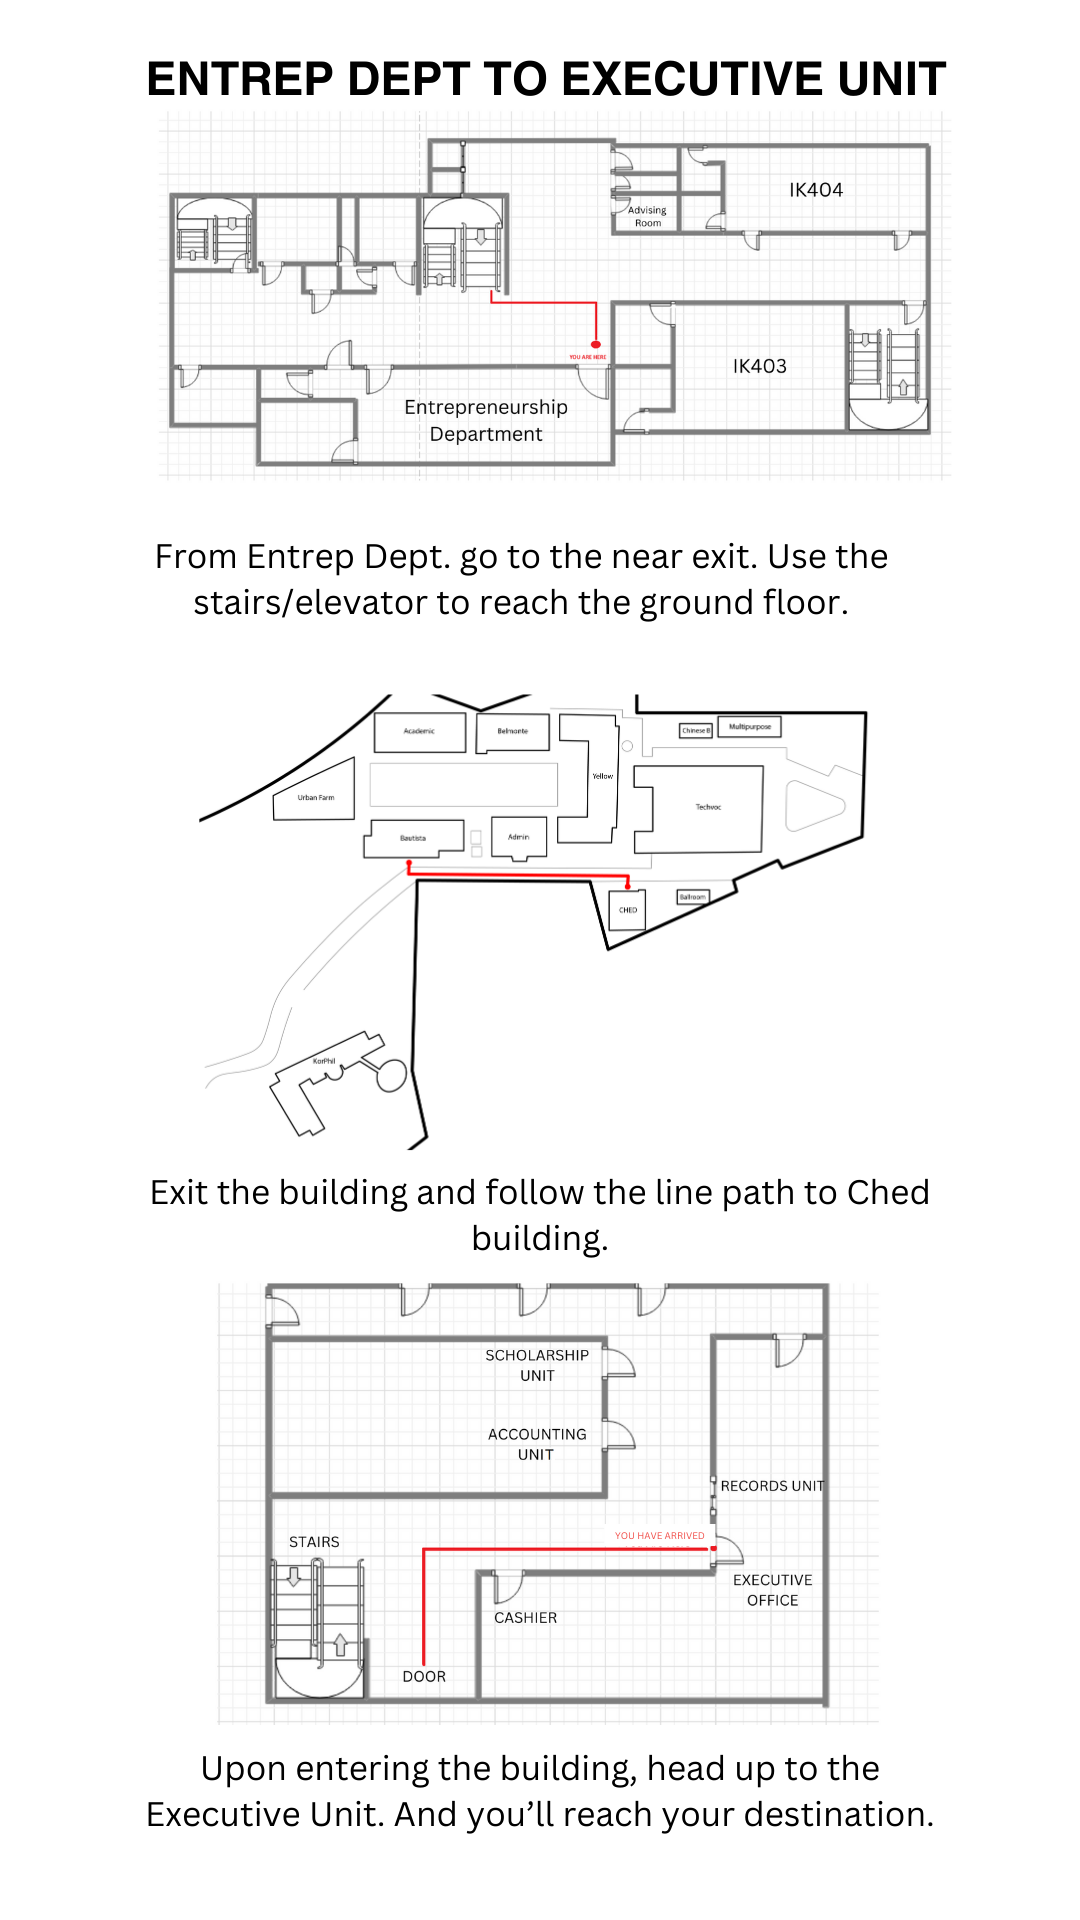 ENTREP DEPT TO EXECUTIVE UNIT
IK404
Advising
Room
YOU ARE HERE
IK403
Entrepreneurship
Department
From Entrep Dept. go to the near exit. Use the
stairs/elevator to reach the ground floor.
Academic
Belmonte
Chinese B
Multipurpose
Yellow
Urban Farm
Techvoc
Bautista
Admin
CHED
Ballroom
KorPhil
Exit the building and follow the line path to Ched
building.
SCHOLARSHIP
UNIT
ACCOUNTING
UNIT
RECORDS UNIT
STAIRS
YOU HAVE ARRIVED
EXECUTIVE
OFFICE
CASHIER
DOOR
Upon entering the building, head up to the
Executive Unit. And you’ll reach your destination.